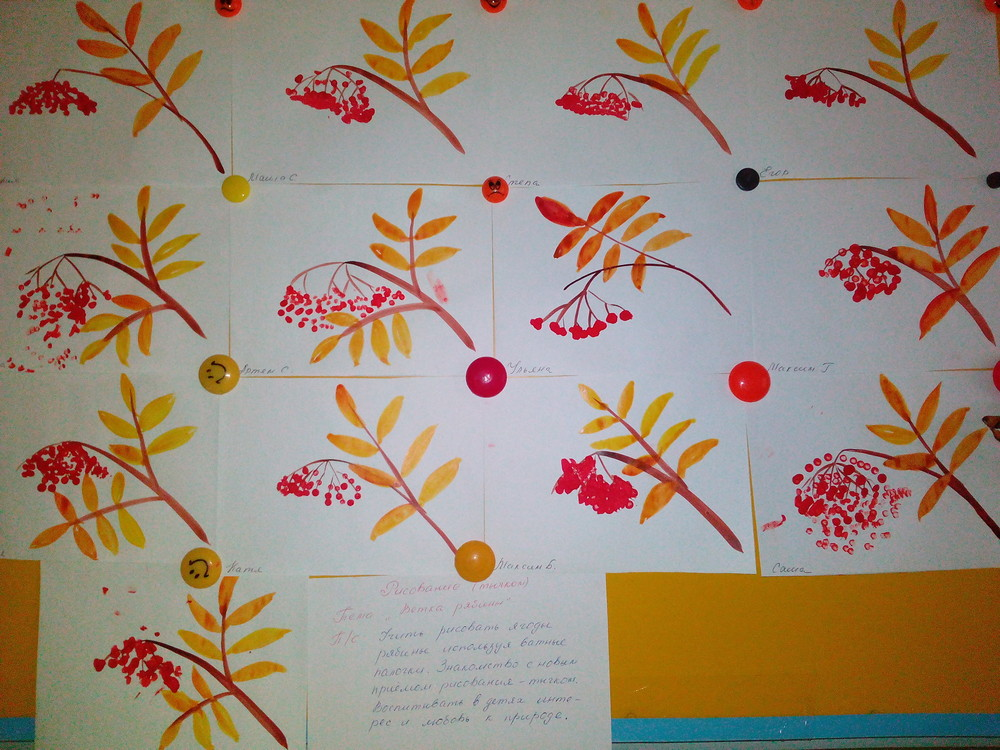 Маша С
Степа
Егор
Артем С
Ульяна
Максим Г
Катя
Максим Б.
Саша
Рисование (тычком)
Тема „Ветка рябины"
П/с Учить рисовать ягоды
рябины используя ватные
палочки. Знакомство с новым
приёмом рисования - тычком.
Воспитывать в детях инте-
рес и любовь к природе.